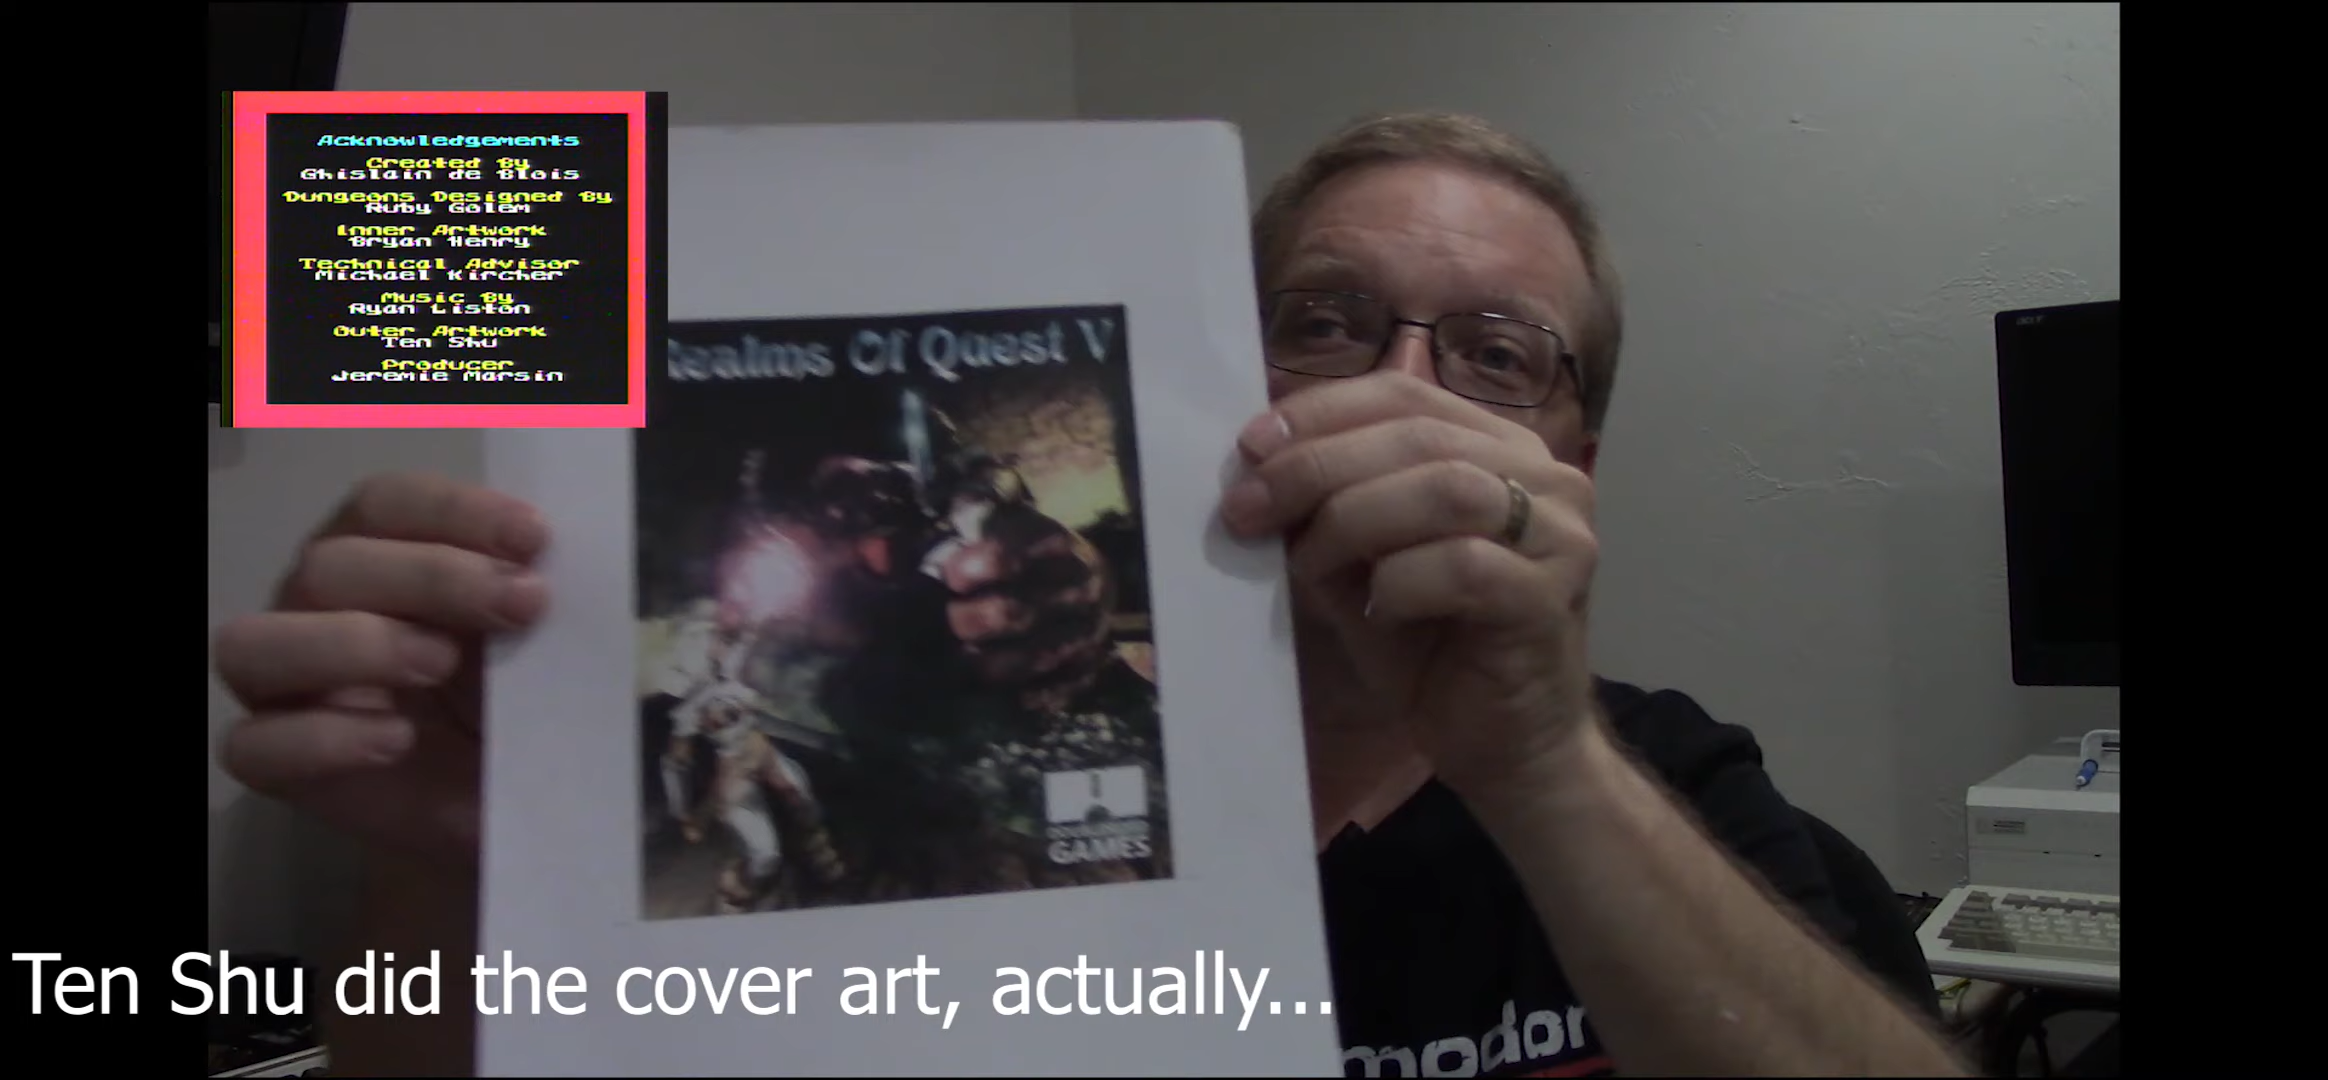 Acknowledgements
Created By
Ghislain de Blois
Dungeons Designed By
Ruby Golem
Inner Artwork
Bryan Henry
Technical Advisor
Michael Kircher
Music By
Ryan Liston
Outer Artwork
Ten Shu
Producer
Jeremie Marsin
Realms Of Quest V
GAMES
acer
Ten Shu did the cover art, actually...
modor